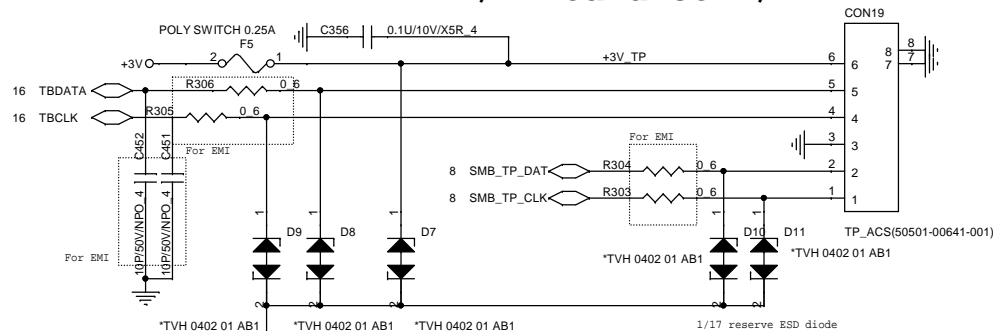 CON19
POLY SWITCH 0.25A
F5
C356
0.1U/10V/X5R_4
+3V
2
1
+3V_TP
6
6
8
8
7
7
16 TBDATA
R306
0_6
5
5
16 TBCLK
R305
0_6
4
4
For EMI
C452
C451
10P/50V/NPO_4
10P/50V/NPO_4
For EMI
For EMI
3
3
8 SMB_TP_DAT
R304
0_6
2
2
8 SMB_TP_CLK
R303
0_6
1
1
TP_ACS(50501-00641-001)
1
D9
2
1
D8
2
1
D7
2
1
D10
2
1
D11
2
*TVH 0402 01 AB1
*TVH 0402 01 AB1
*TVH 0402 01 AB1
*TVH 0402 01 AB1
*TVH 0402 01 AB1
1/17 reserve ESD diode